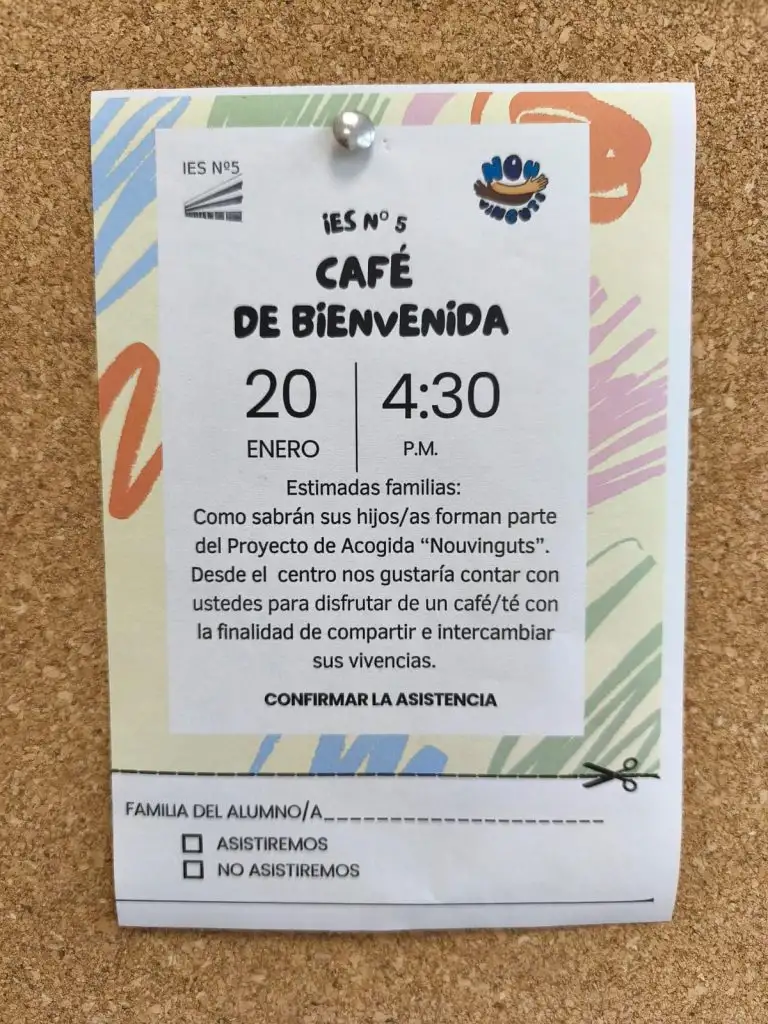 IES Nº5
NOU
VINGUTS
IES Nº 5
CAFÉ
DE BIENVENIDA
20
ENERO
4:30
P.M.
Estimadas familias:
Como sabrán sus hijos/as forman parte
del Proyecto de Acogida “Nouvinguts”.
Desde el centro nos gustaría contar con
ustedes para disfrutar de un café/té con
la finalidad de compartir e intercambiar
sus vivencias.
CONFIRMAR LA ASISTENCIA
FAMILIA DEL ALUMNO/A_______________________
ASISTIREMOS
NO ASISTIREMOS